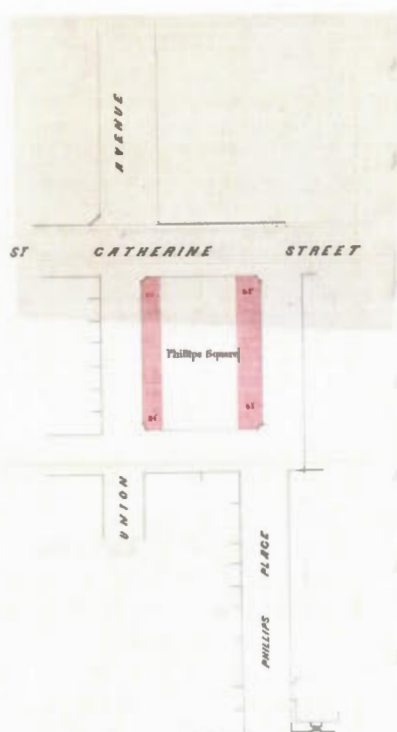 AVENUE
ST CATHERINE STREET
Phillips Square
UNION
PHILLIPS PLACE